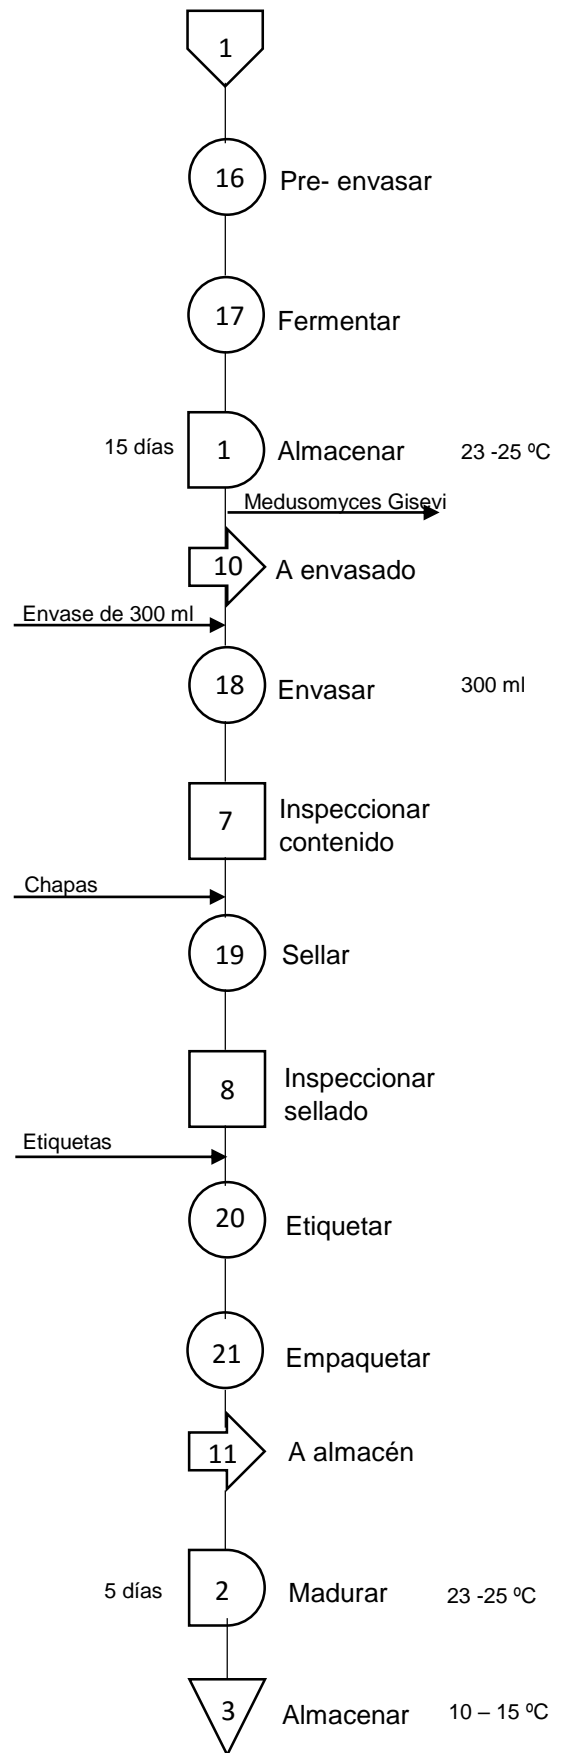 1
16 Pre- envasar
17 Fermentar
15 días 1 Almacenar 23 -25 ºC
Medusomyces Gisevi
10 A envasado
Envase de 300 ml
18 Envasar 300 ml
7 Inspeccionar
contenido
Chapas
19 Sellar
8 Inspeccionar
sellado
Etiquetas
20 Etiquetar
21 Empaquetar
11 A almacén
5 días 2 Madurar 23 -25 ºC
3 Almacenar 10 – 15 ºC